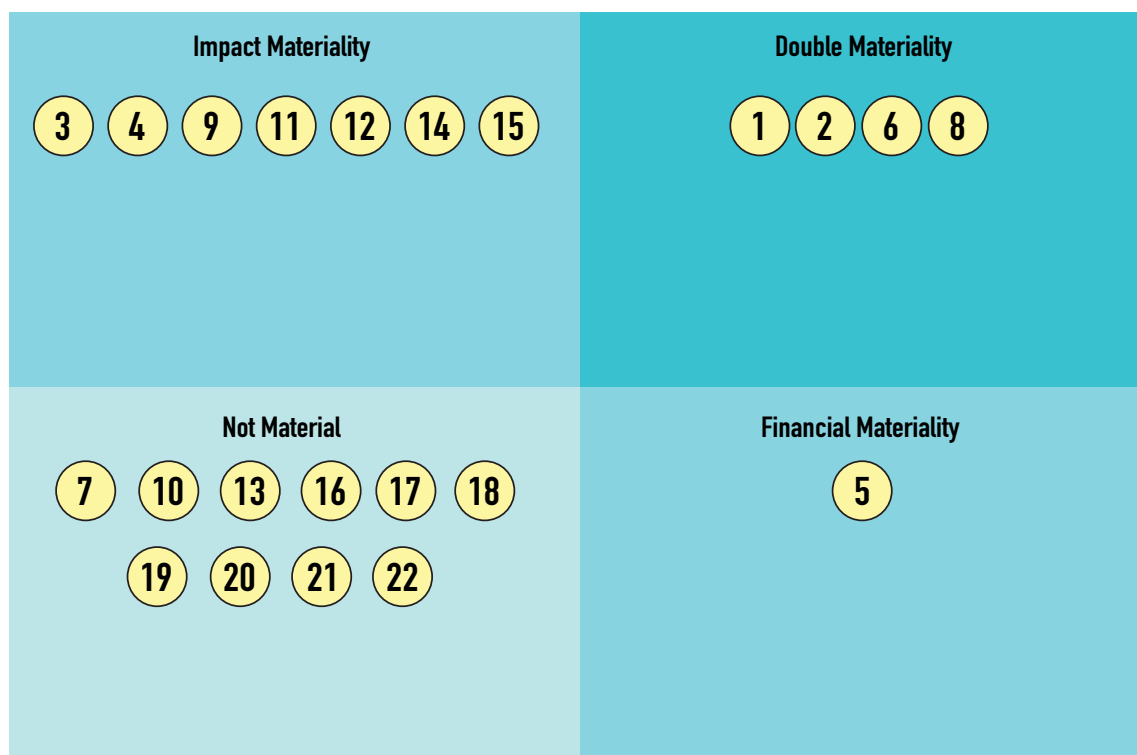 Impact Materiality
3 4 9 11 12 14 15
Double Materiality
1 2 6 8
Not Material
7 10 13 16 17 18
19 20 21 22
Financial Materiality
5